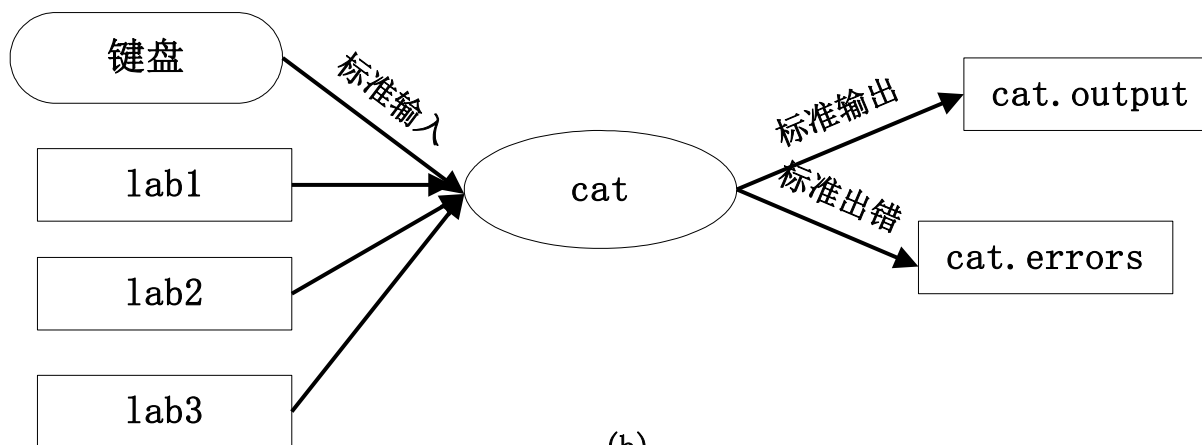 键盘
标准输入
lab1
lab2
lab3
cat
标准输出
标准出错
cat.output
cat.errors
(b)